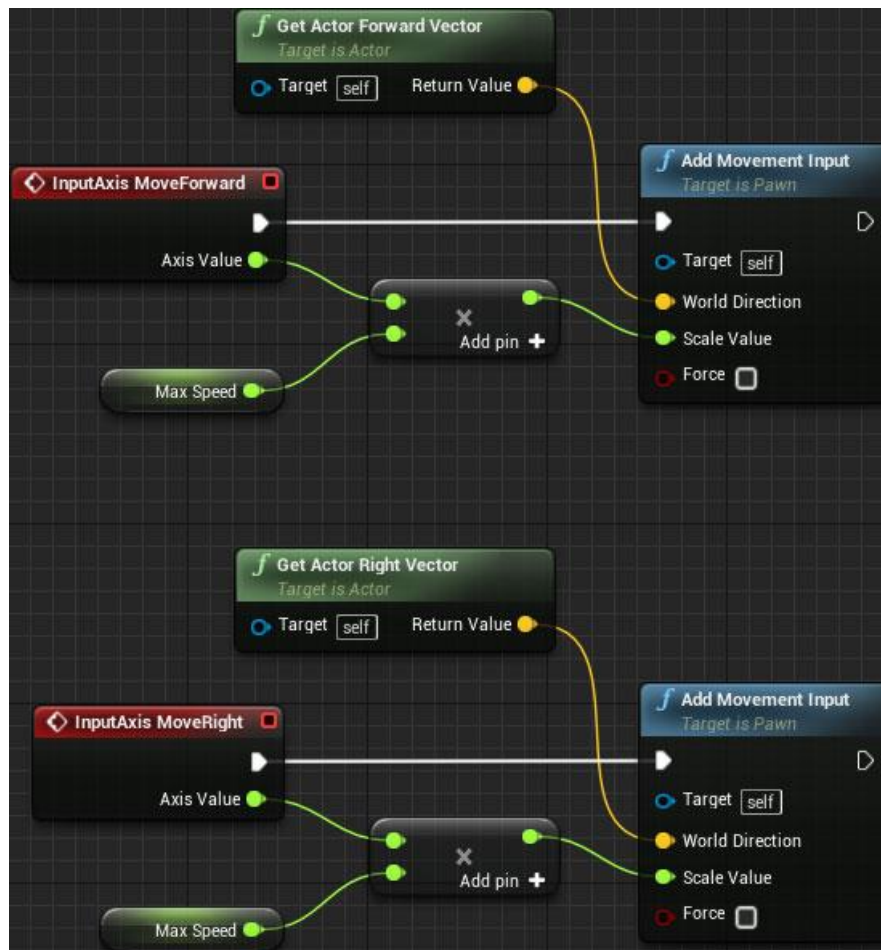 Get Actor Forward Vector
Target is Actor
Target self Return Value
InputAxis MoveForward
Axis Value
Add pin
Max Speed
Add Movement Input
Target is Pawn
Target self
World Direction
Scale Value
Force
Get Actor Right Vector
Target is Actor
Target self Return Value
InputAxis MoveRight
Axis Value
Add pin
Max Speed
Add Movement Input
Target is Pawn
Target self
World Direction
Scale Value
Force